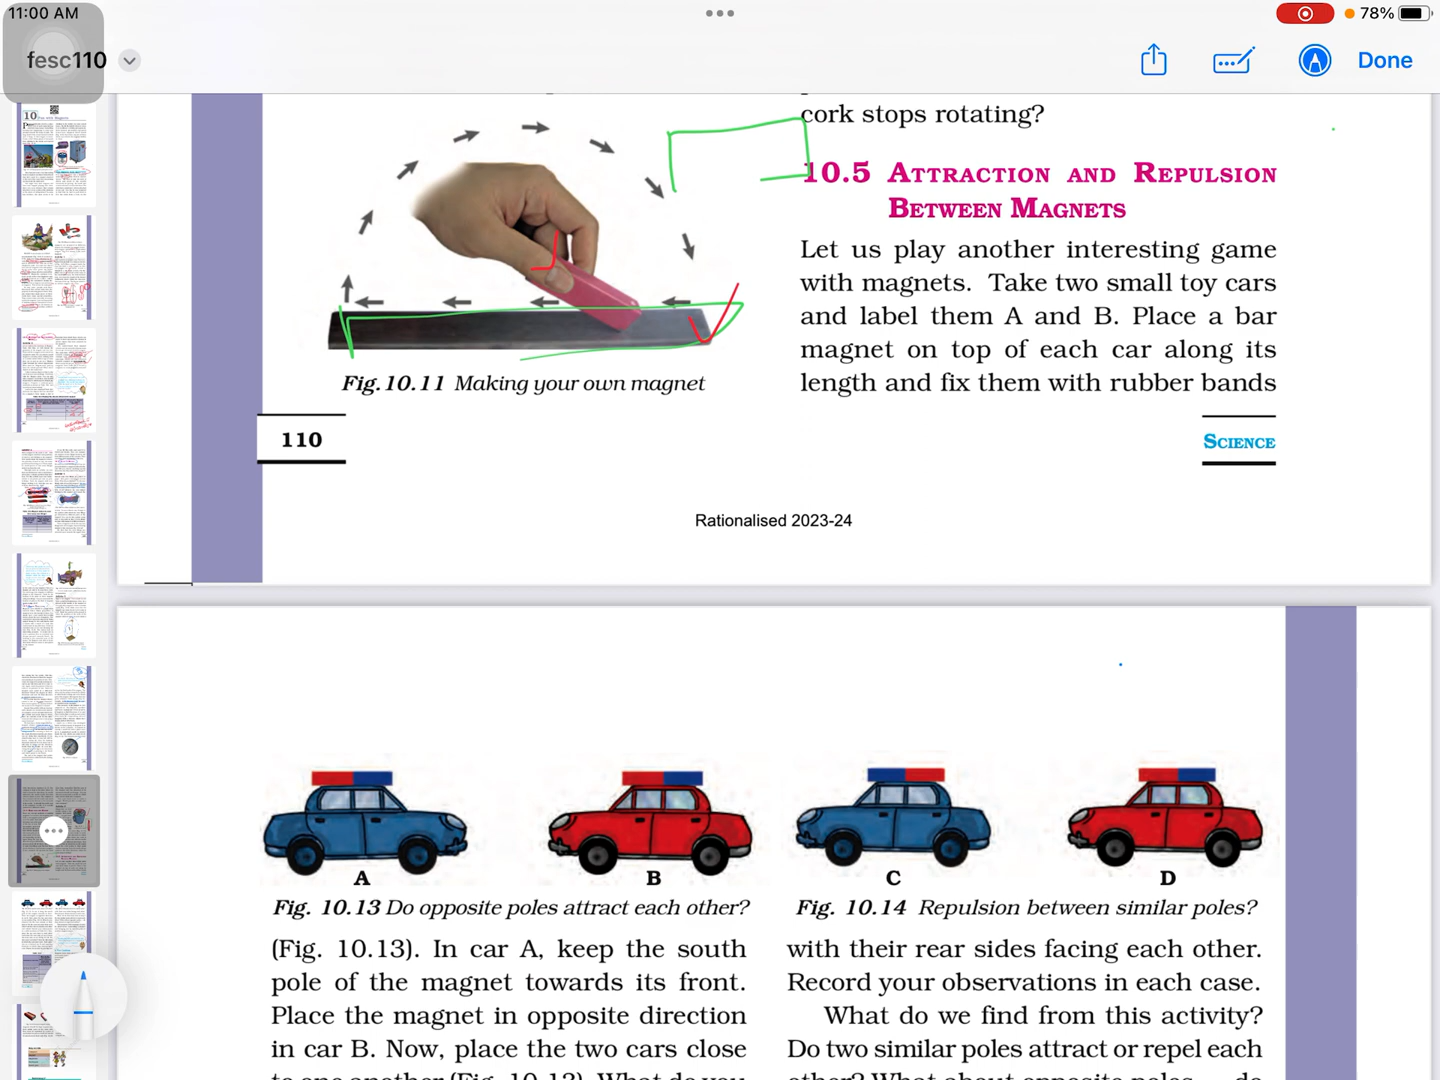 11:00 AM
78%
fesc110
Done
cork stops rotating?
10.5 ATTRACTION AND REPULSION
BETWEEN MAGNETS
Let us play another interesting game
with magnets. Take two small toy cars
and label them A and B. Place a bar
magnet on top of each car along its
length and fix them with rubber bands
Fig.10.11 Making your own magnet
110
SCIENCE
Rationalised 2023-24
A
B
C
D
Fig. 10.13 Do opposite poles attract each other?
Fig. 10.14 Repulsion between similar poles?
(Fig. 10.13). In car A, keep the south
pole of the magnet towards its front.
Place the magnet in opposite direction
in car B. Now, place the two cars close
with their rear sides facing each other.
Record your observations in each case.
What do we find from this activity?
Do two similar poles attract or repel each